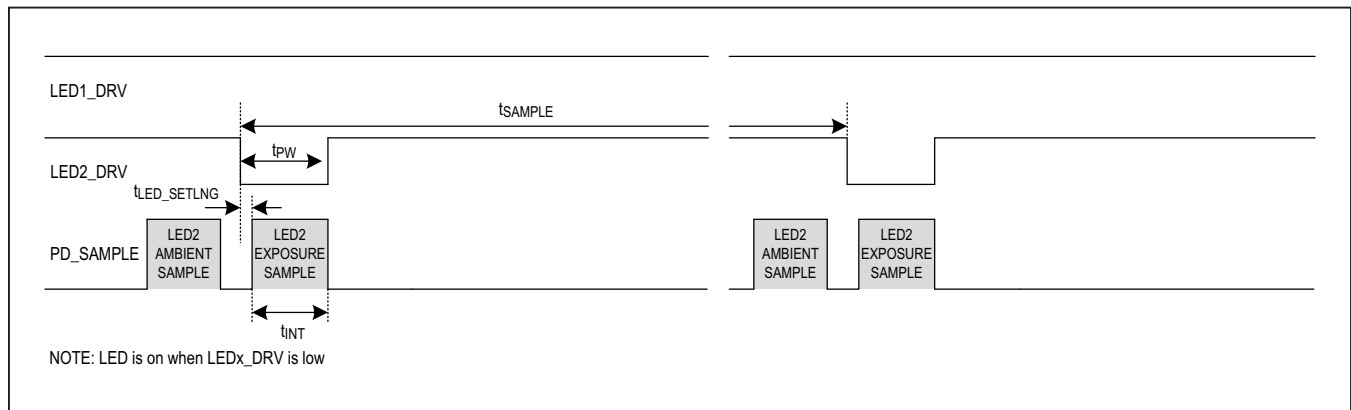 LED1_DRV
tSAMPLE
tPW
LED2_DRV
tLED_SETLNG
PD_SAMPLE
LED2
AMBIENT
SAMPLE
LED2
EXPOSURE
SAMPLE
LED2
AMBIENT
SAMPLE
LED2
EXPOSURE
SAMPLE
tINT
NOTE: LED is on when LEDx_DRV is low